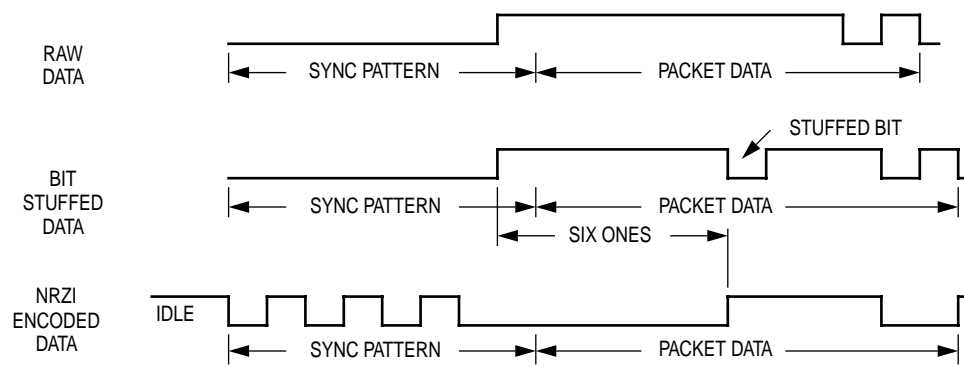 RAW
DATA
SYNC PATTERN
PACKET DATA
STUFFED BIT
BIT
STUFFED
DATA
SYNC PATTERN
PACKET DATA
SIX ONES
NRZI
ENCODED
DATA
IDLE
SYNC PATTERN
PACKET DATA